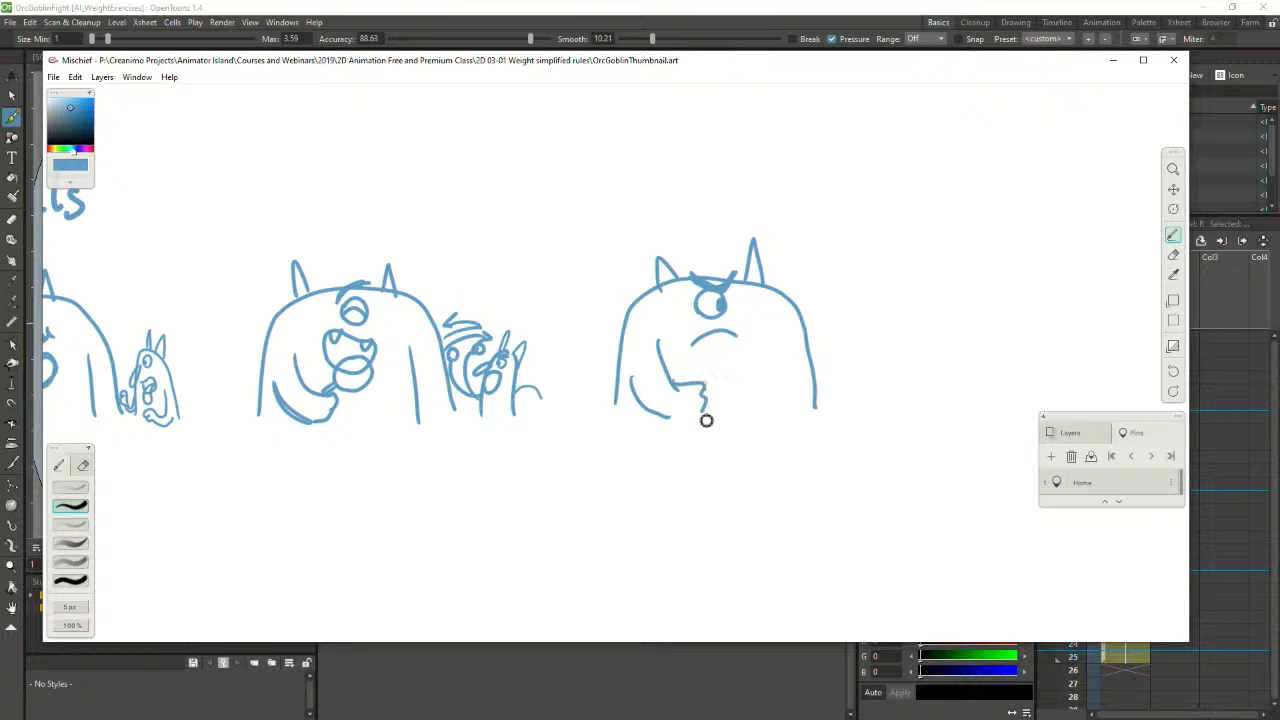 OrcGoblinFight [AI_WeightExercises] : OpenToonz 1.4
File Edit Scan & Cleanup Level Xsheet Cells Play Render View Windows Help
Basics Cleanup Drawing Timeline Animation Palette Xsheet Browser Farm
Size Min: 1 Max: 3.59 Accuracy: 88.63 Smooth: 10.21 Break Pressure Range: Off Snap Preset: <custom> + - Miter: 4
Mischief - P:\Creanimo Projects\Animator Island\Courses and Webinars\2019\2D Animation Free and Premium Class\2D 03-01 Weight simplified rules\OrcGoblinThumbnail.art
File Edit Layers Window Help
Icon
Type
Selected: ...
Col3 Col4
Layers Pins
1 Home
5 px
100 %
- No Styles -
G 0
B 0
Auto Apply
24
25
26
27
28